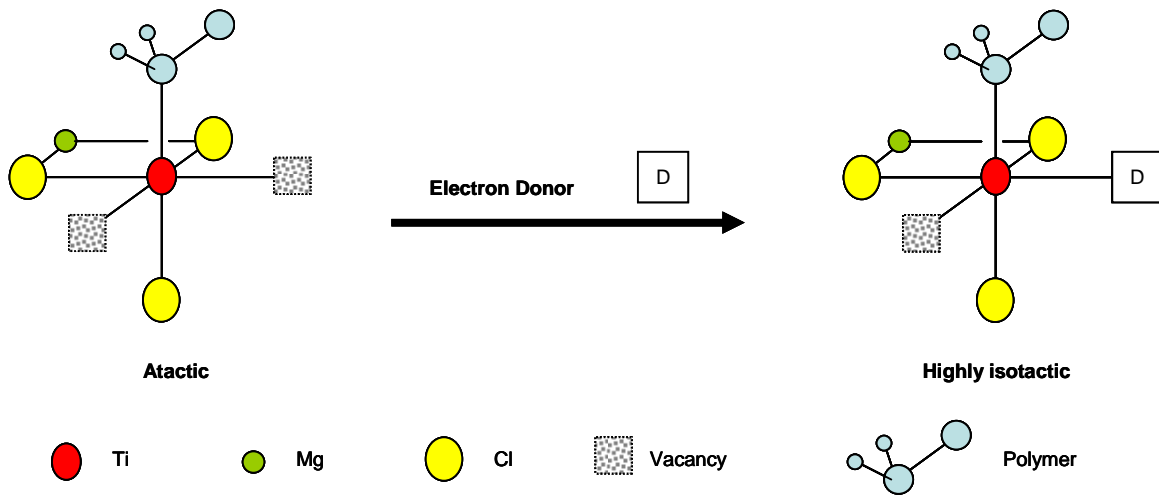 Electron Donor
D
D
Atactic
Highly isotactic
Ti
Mg
Cl
Vacancy
Polymer